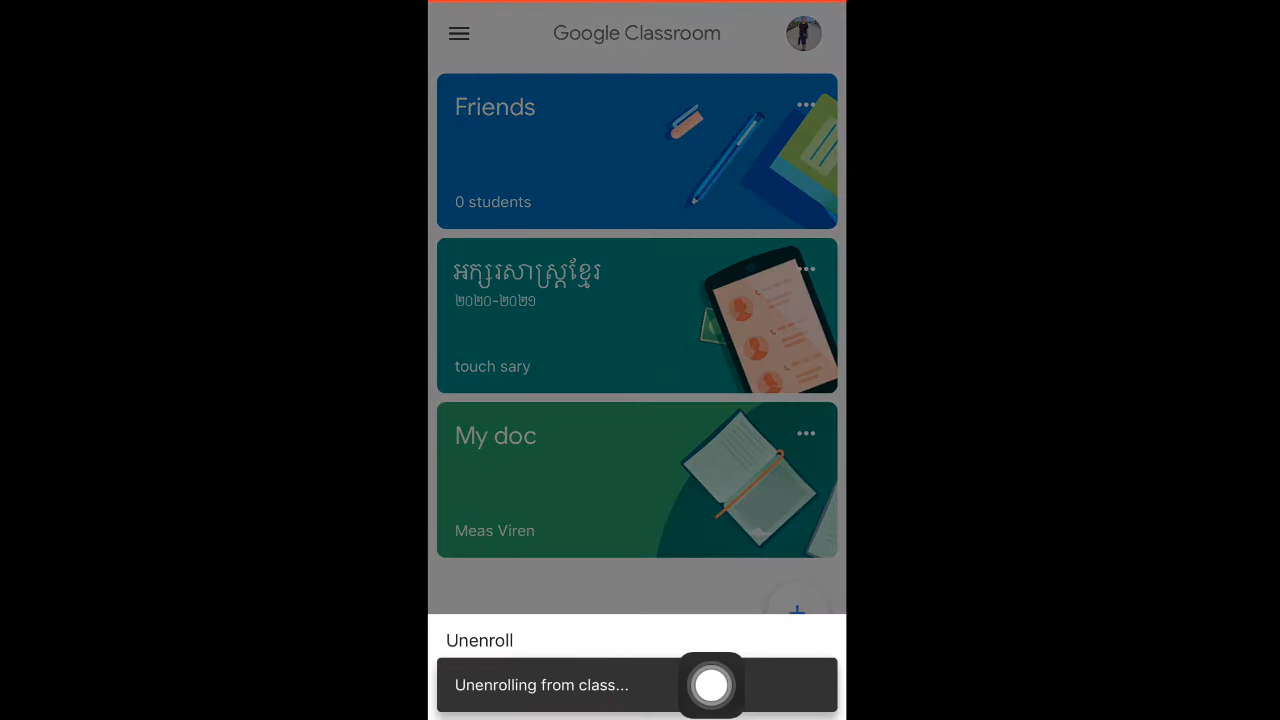 Google Classroom
Friends
0 students
អក្សរសាស្ត្រខ្មែរ
២០២០-២០២១
touch sary
My doc
Meas Viren
Unenroll
Unenrolling from class...